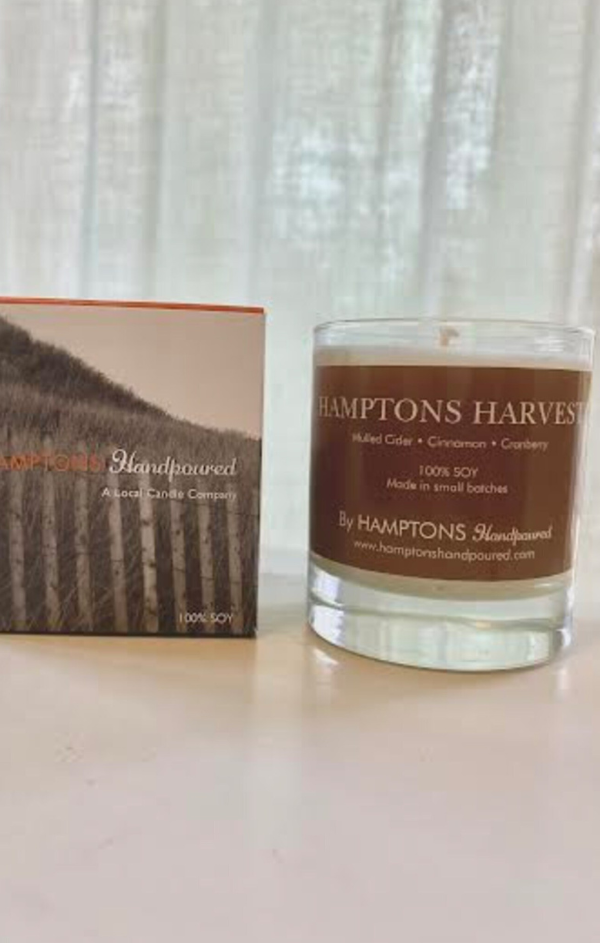 AMPTONS Handpoured
A Local Candle Company
100% SOY
HAMPTONS HARVEST
Mulled Cider • Cinnamon • Cranberry
100% SOY
Made in small batches
By HAMPTONS Handpoured
www.hamptonshandpoured.com